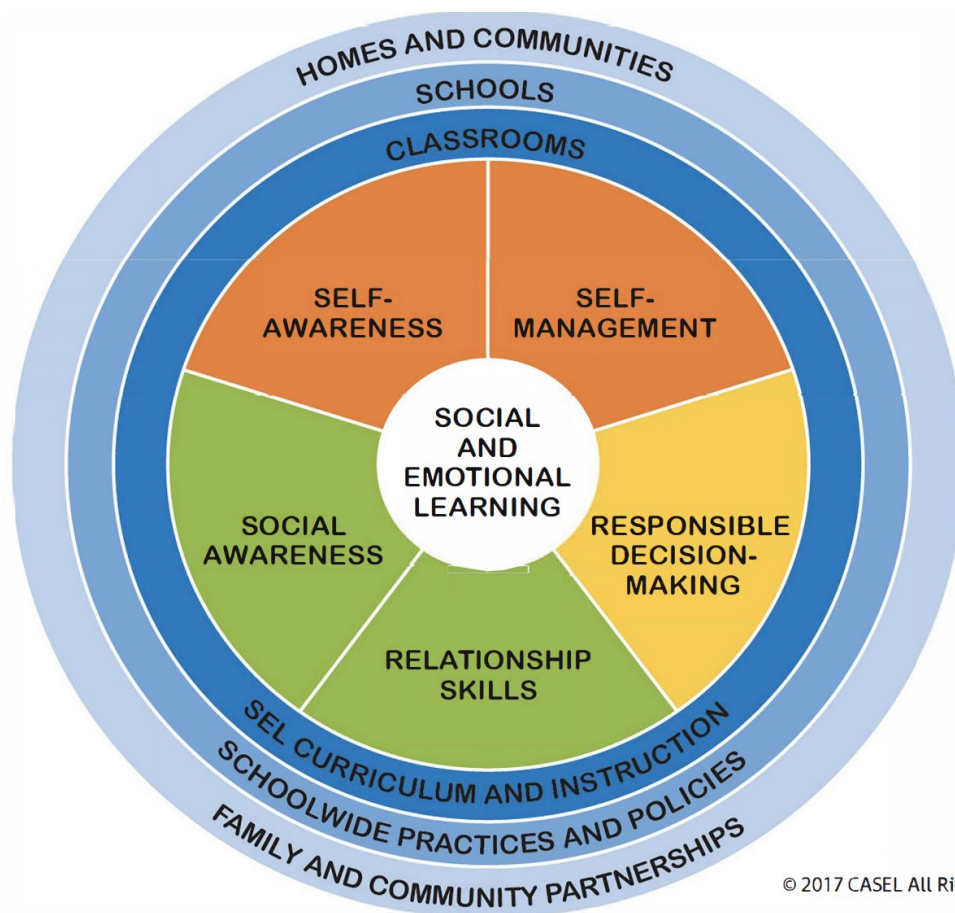 HOMES AND COMMUNITIES
SCHOOLS
CLASSROOMS
SELF-
AWARENESS
SELF-
MANAGEMENT
SOCIAL
AND
EMOTIONAL
LEARNING
SOCIAL
AWARENESS
RESPONSIBLE
DECISION-
MAKING
RELATIONSHIP
SKILLS
SEL CURRICULUM AND INSTRUCTION
SCHOOLWIDE PRACTICES AND POLICIES
FAMILY AND COMMUNITY PARTNERSHIPS
© 2017 CASEL All Ri